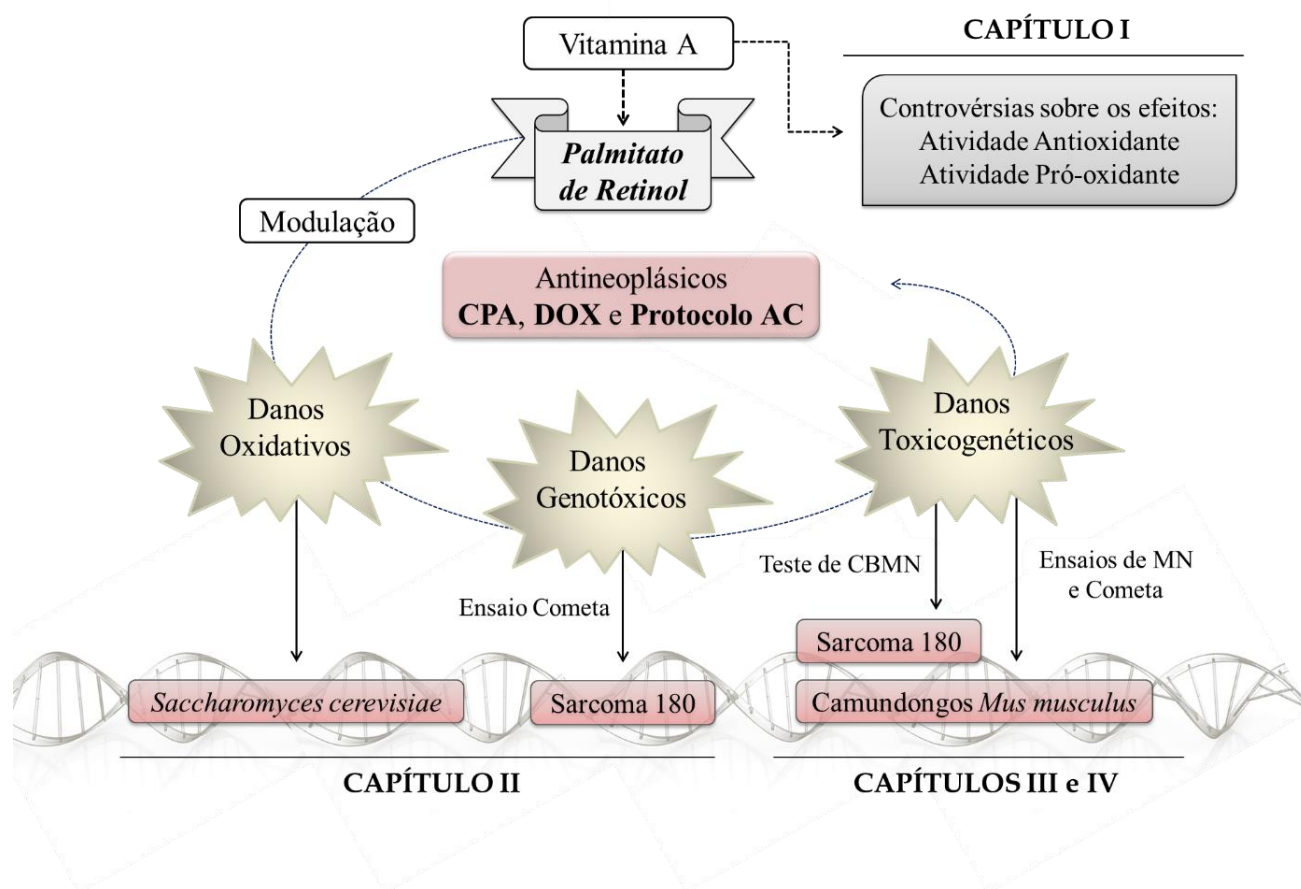 Vitamina A
CAPÍTULO I
Controvérsias sobre os efeitos:
Atividade Antioxidante
Atividade Pró-oxidante
Palmitato
de Retinol
Modulação
Antineoplásicos
CPA, DOX e Protocolo AC
Danos
Oxidativos
Danos
Genotóxicos
Danos
Toxicogenéticos
Ensaio Cometa
Teste de CBMN
Ensaios de MN
e Cometa
Saccharomyces cerevisiae
Sarcoma 180
Sarcoma 180
Camundongos Mus musculus
CAPÍTULO II
CAPÍTULOS III e IV